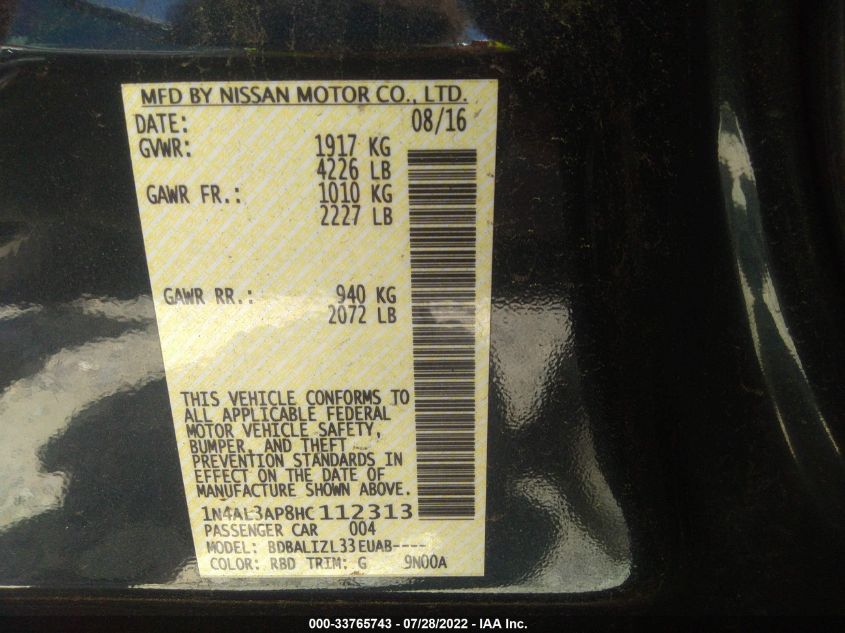 MFD BY NISSAN MOTOR CO., LTD.
DATE: 08/16
GVWR: 1917 KG
4226 LB
GAWR FR.: 1010 KG
2227 LB
GAWR RR.: 940 KG
2072 LB
THIS VEHICLE CONFORMS TO
ALL APPLICABLE FEDERAL
MOTOR VEHICLE SAFETY,
BUMPER, AND THEFT
PREVENTION STANDARDS IN
EFFECT ON THE DATE OF
MANUFACTURE SHOWN ABOVE.
1N4AL3AP8HC112313
PASSENGER CAR 004
MODEL: BDBALIZL33EUAB----
COLOR: RBD TRIM: G 9N00A
000-33765743 - 07/28/2022 - IAA Inc.